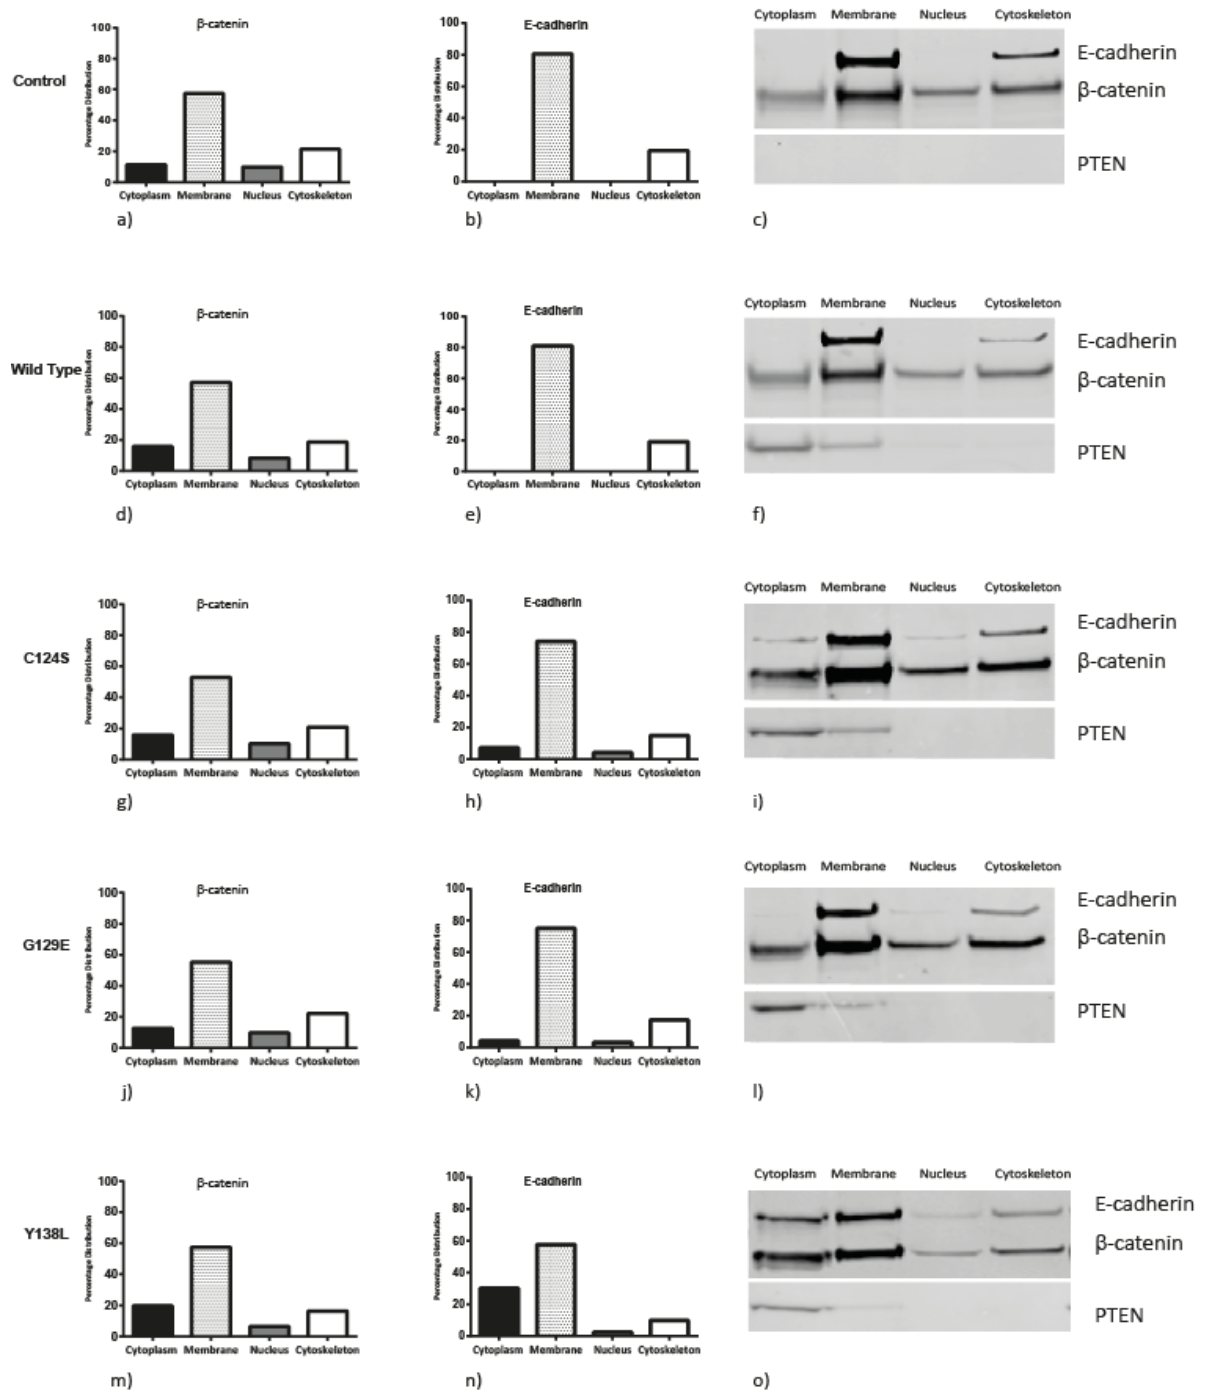 Control
β-catenin
Percentage Distribution
100
80
60
40
20
0
Cytoplasm Membrane Nucleus Cytoskeleton
a)
E-cadherin
Percentage Distribution
100
80
60
40
20
0
Cytoplasm Membrane Nucleus Cytoskeleton
b)
Cytoplasm Membrane Nucleus Cytoskeleton
E-cadherin
β-catenin
PTEN
c)
Wild Type
β-catenin
Percentage Distribution
100
80
60
40
20
0
Cytoplasm Membrane Nucleus Cytoskeleton
d)
E-cadherin
Percentage Distribution
100
80
60
40
20
0
Cytoplasm Membrane Nucleus Cytoskeleton
e)
Cytoplasm Membrane Nucleus Cytoskeleton
E-cadherin
β-catenin
PTEN
f)
C124S
β-catenin
Percentage Distribution
100
80
60
40
20
0
Cytoplasm Membrane Nucleus Cytoskeleton
g)
E-cadherin
Percentage Distribution
100
80
60
40
20
0
Cytoplasm Membrane Nucleus Cytoskeleton
h)
Cytoplasm Membrane Nucleus Cytoskeleton
E-cadherin
β-catenin
PTEN
i)
G129E
β-catenin
Percentage Distribution
100
80
60
40
20
0
Cytoplasm Membrane Nucleus Cytoskeleton
j)
E-cadherin
Percentage Distribution
100
80
60
40
20
0
Cytoplasm Membrane Nucleus Cytoskeleton
k)
Cytoplasm Membrane Nucleus Cytoskeleton
E-cadherin
β-catenin
PTEN
l)
Y138L
β-catenin
Percentage Distribution
100
80
60
40
20
0
Cytoplasm Membrane Nucleus Cytoskeleton
m)
E-cadherin
Percentage Distribution
100
80
60
40
20
0
Cytoplasm Membrane Nucleus Cytoskeleton
n)
Cytoplasm Membrane Nucleus Cytoskeleton
E-cadherin
β-catenin
PTEN
o)